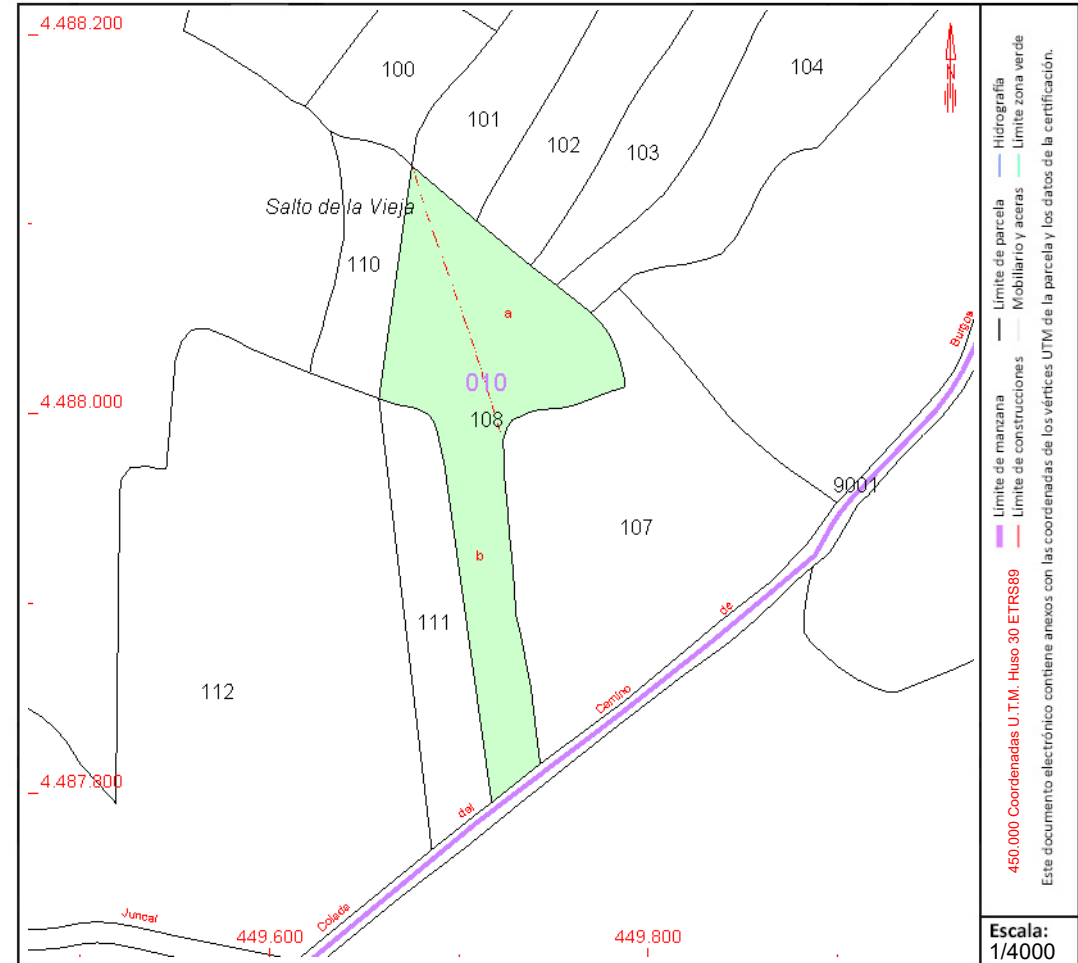 4.488.200
100
104
101
102
103
Salto de la Vieja
110
a
Burgos
010
4.488.000
108
9001
107
b
de
111
112
Camino
4.487.800
del
Juncal
Colada
449.600
449.800
N
Límite de manzana
Límite de parcela
Hidrografía
Límite de construcciones
Mobiliario y aceras
Límite zona verde
450.000 Coordenadas U.T.M. Huso 30 ETRS89
Este documento electrónico contiene anexos con las coordenadas de los vértices UTM de la parcela y los datos de la certificación.
Escala:
1/4000